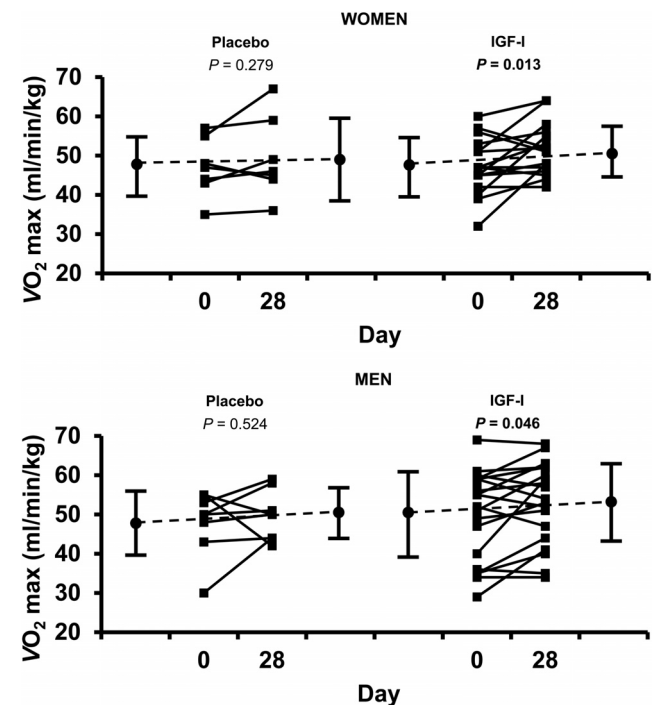 WOMEN
Placebo
P = 0.279
IGF-I
P = 0.013
VO2 max (ml/min/kg)
70
60
50
40
30
20
0 28 0 28
Day
MEN
Placebo
P = 0.524
IGF-I
P = 0.046
VO2 max (ml/min/kg)
70
60
50
40
30
20
0 28 0 28
Day